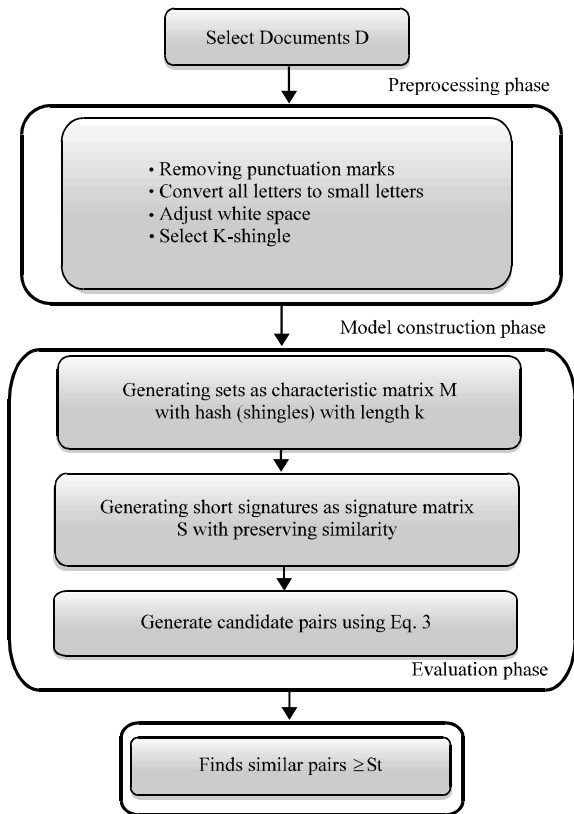 Select Documents D
Preprocessing phase
• Removing punctuation marks
• Convert all letters to small letters
• Adjust white space
• Select K-shingle
Model construction phase
Generating sets as characteristic matrix M
with hash (shingles) with length k
Generating short signatures as signature matrix
S with preserving similarity
Generate candidate pairs using Eq. 3
Evaluation phase
Finds similar pairs ≥St